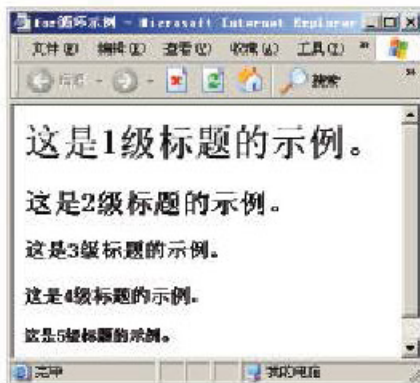 for循环示例 - Microsoft Internet Explorer
文件(F) 编辑(E) 查看(V) 收藏(A) 工具(T) »
后退 搜索 »
这是1级标题的示例。
这是2级标题的示例。
这是3级标题的示例。
这是4级标题的示例。
这是5级标题的示例。
完毕 我的电脑